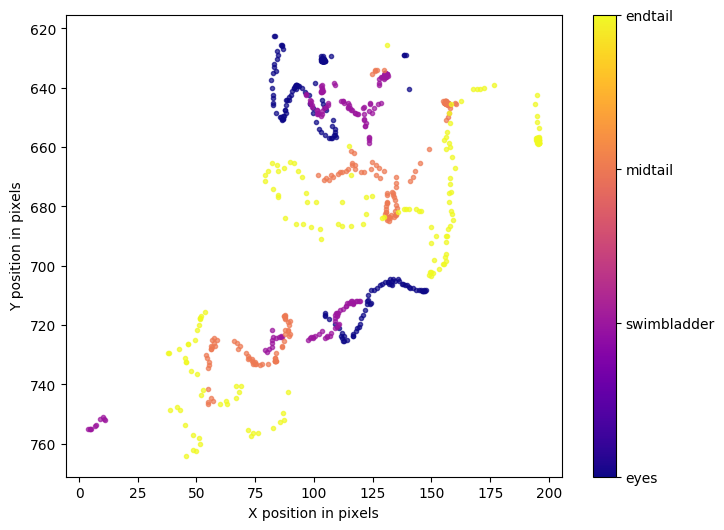 620
640
660
680
700
720
740
760
Y position in pixels
0
25
50
75
100
125
150
175
200
X position in pixels
endtail
midtail
swimbladder
eyes